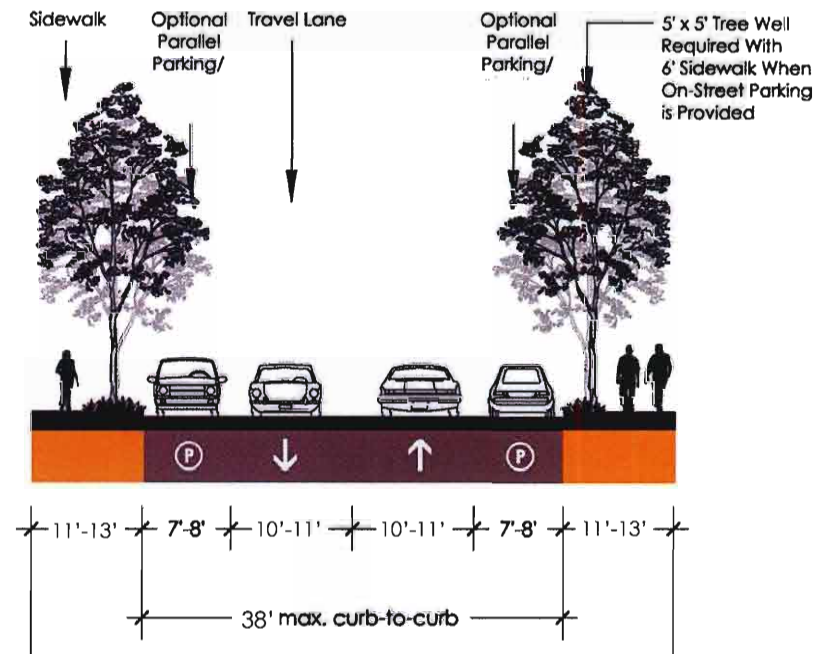 Sidewalk
Optional
Parallel
Parking/
Travel Lane
Optional
Parallel
Parking/
5' x 5' Tree Well
Required With
6' Sidewalk When
On-Street Parking
is Provided
P
P
11'-13'
7'-8'
10'-11'
10'-11'
7'-8'
11'-13'
38' max. curb-to-curb